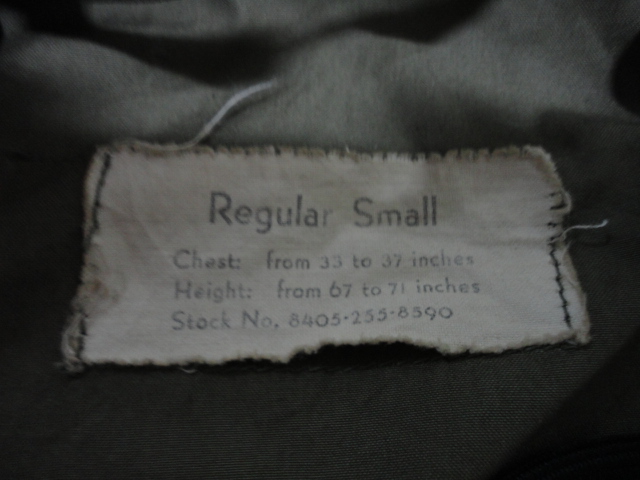 Regular Small
Chest: from 33 to 37 inches
Height: from 67 to 71 inches
Stock No. 8405-255-8590